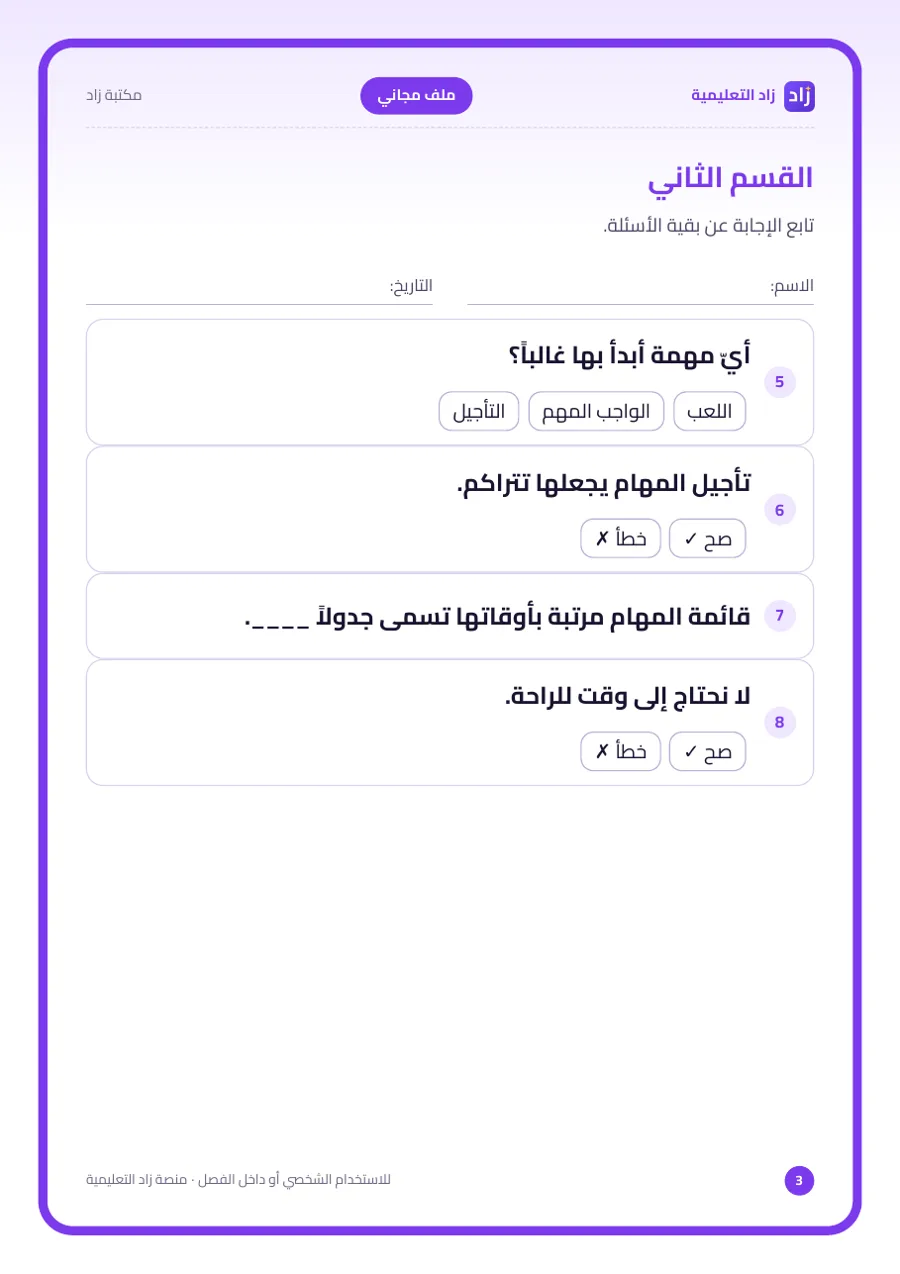 زاد
زاد التعليمية
ملف مجاني
مكتبة زاد
القسم الثاني
تابع الإجابة عن بقية الأسئلة.
الاسم:
التاريخ:
5
أيّ مهمة أبدأ بها غالباً؟
اللعب
الواجب المهم
التأجيل
6
تأجيل المهام يجعلها تتراكم.
صح ✓
خطأ ✗
7
قائمة المهام مرتبة بأوقاتها تسمى جدولاً ____.
8
لا نحتاج إلى وقت للراحة.
صح ✓
خطأ ✗
3
للاستخدام الشخصي أو داخل الفصل · منصة زاد التعليمية